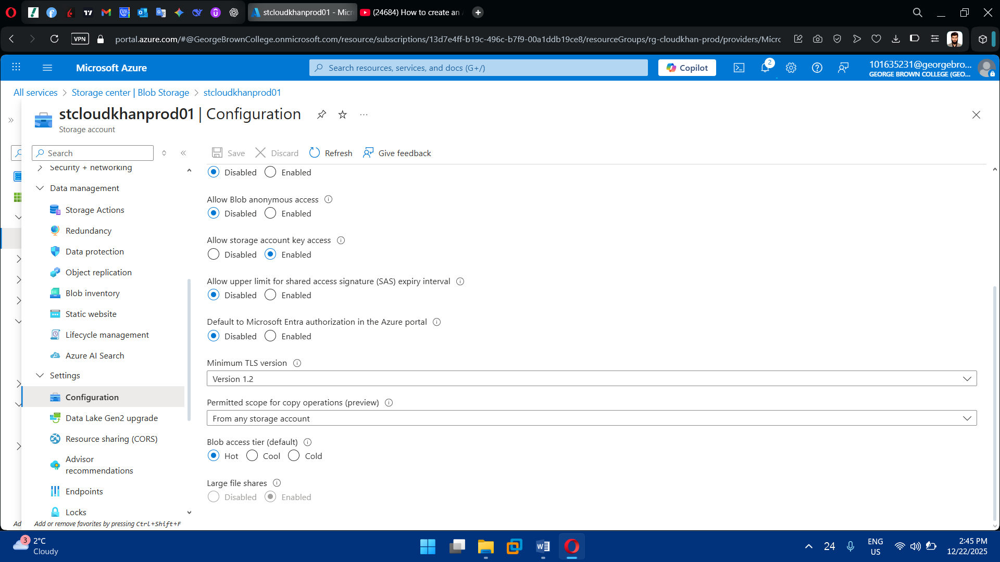 stcloudkhanprod01 - Micr
(24684) How to create an
VPN
portal.azure.com/#@GeorgeBrownCollege.onmicrosoft.com/resource/subscriptions/13d7e4ff-b19c-496c-b7f9-00a1ddb19ce8/resourceGroups/rg-cloudkhan-prod/providers/Micro
Microsoft Azure
Search resources, services, and docs (G+/)
Copilot
2
101635231@georgebro...
GEORGE BROWN COLLEGE (GEO...
All services > Storage center | Blob Storage > stcloudkhanprod01
stcloudkhanprod01 | Configuration
Storage account
Search
Save Discard Refresh Give feedback
Security + networking
Data management
Storage Actions
Redundancy
Data protection
Object replication
Blob inventory
Static website
Lifecycle management
Azure AI Search
Settings
Configuration
Data Lake Gen2 upgrade
Resource sharing (CORS)
Advisor
recommendations
Endpoints
Locks
Ad
Add or remove favorites by pressing Ctrl+Shift+F
Disabled Enabled
Allow Blob anonymous access
Disabled Enabled
Allow storage account key access
Disabled Enabled
Allow upper limit for shared access signature (SAS) expiry interval
Disabled Enabled
Default to Microsoft Entra authorization in the Azure portal
Disabled Enabled
Minimum TLS version
Version 1.2
Permitted scope for copy operations (preview)
From any storage account
Blob access tier (default)
Hot Cool Cold
Large file shares
Disabled Enabled
3
2°C
Cloudy
24
ENG
US
2:45 PM
12/22/2025